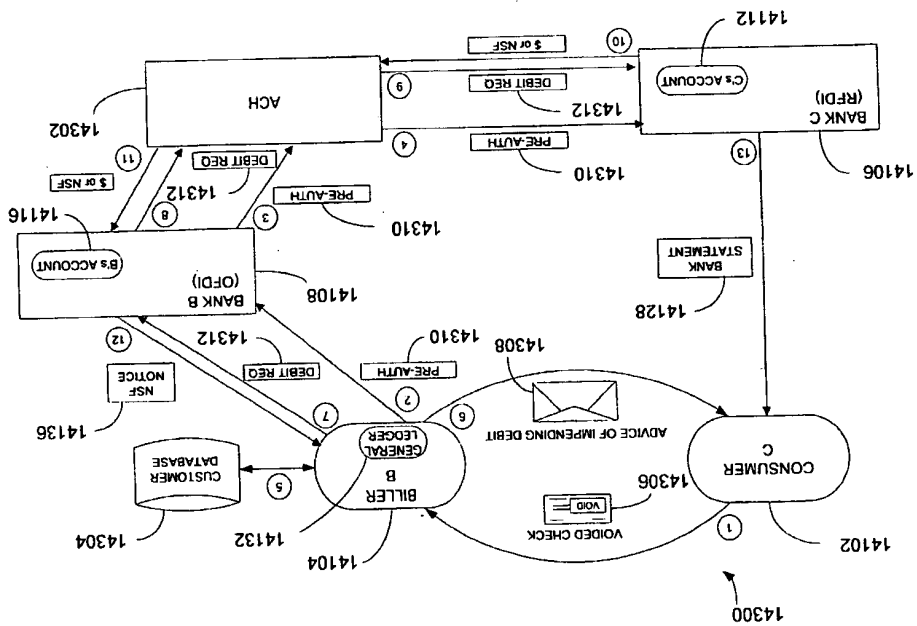 14300
14102
14104
14132
14304
1
VOIDED CHECK
VOID
14306
CONSUMER
C
BILLER
B
GENERAL
LEDGER
5
CUSTOMER
DATABASE
ADVICE OF IMPENDING DEBIT
14308
6
2
7
PRE-AUTH
14310
DEBIT REQ
14312
12
NSF
NOTICE
14136
14128
BANK
STATEMENT
14108
BANK B
(OFDI)
B's ACCOUNT
14116
13
14106
BANK C
(RFDI)
C's ACCOUNT
14112
14310
PRE-AUTH
4
14312
DEBIT REQ
9
10
$ or NSF
14310
PRE-AUTH
3
14312
DEBIT REQ
8
$ or NSF
11
ACH
14302